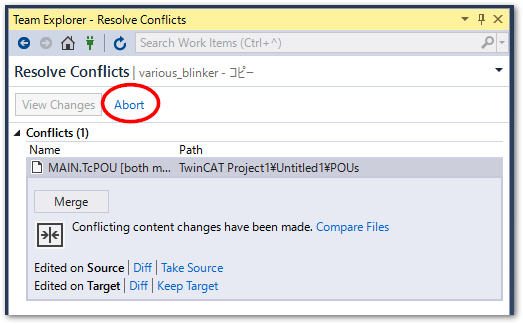 Team Explorer - Resolve Conflicts
Search Work Items (Ctrl+^)
Resolve Conflicts | various_blinker - コピー
View Changes Abort
Conflicts (1)
Name Path
MAIN.TcPOU [both m... TwinCAT Project1¥Untitled1¥POUs
Merge
Conflicting content changes have been made. Compare Files
Edited on Source | Diff | Take Source
Edited on Target | Diff | Keep Target